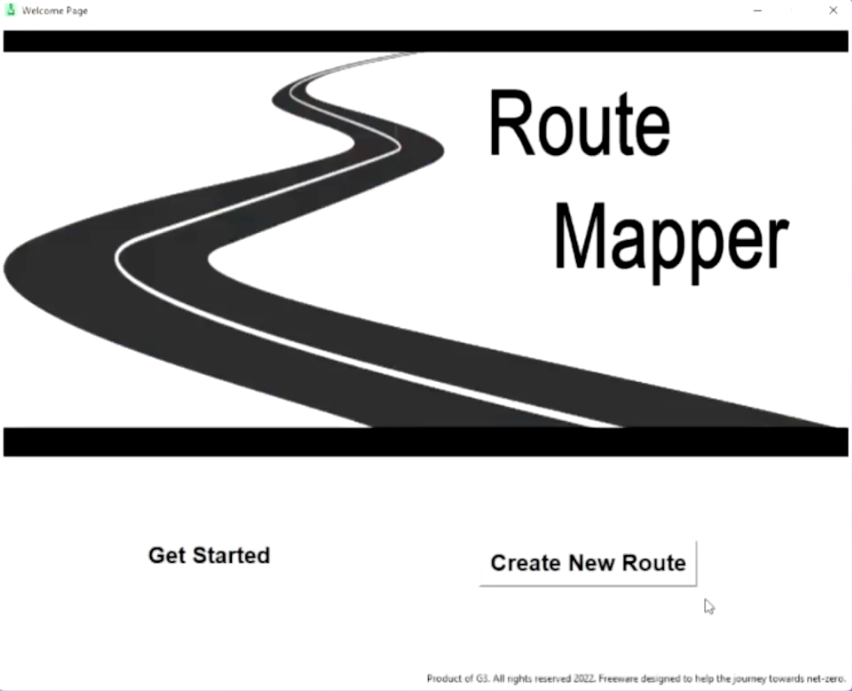 Welcome Page
Route
Mapper
Get Started
Create New Route
Product of G3. All rights reserved 2022. Freeware designed to help the journey towards net-zero.